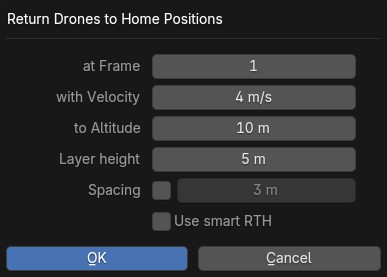 Return Drones to Home Positions
at Frame 1
with Velocity 4 m/s
to Altitude 10 m
Layer height 5 m
Spacing 3 m
Use smart RTH
OK Cancel